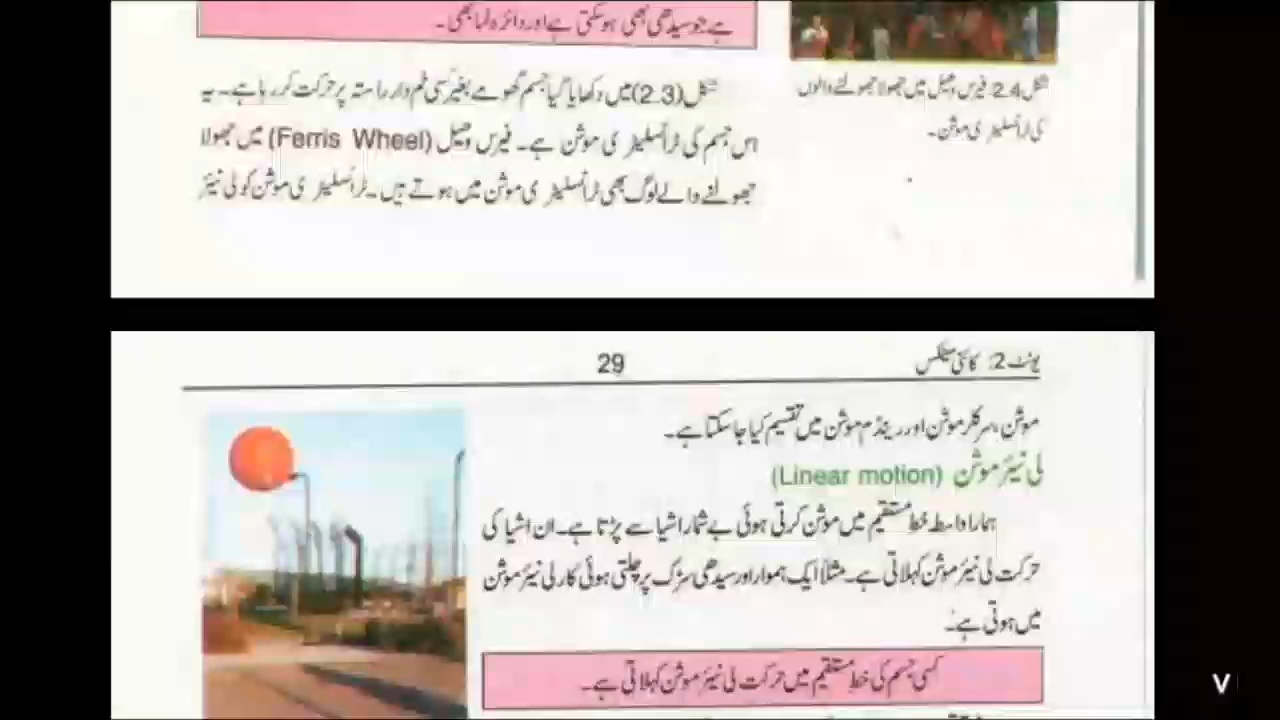 ہے جو سیدھی بھی ہو سکتی ہے اور دائرہ نما بھی۔
شکل 2.4: فیرس وہیل میں جھولا جھولنے والوں
کی ٹرانسلیٹری موشن۔
شکل (2.3) میں دکھایا گیا جسم گھومے بغیر کسی خم دار راستہ پر حرکت کر رہا ہے۔ یہ
اس جسم کی ٹرانسلیٹری موشن ہے۔ فیرس وہیل (Ferris Wheel) میں جھولا
جھولنے والے لوگ بھی ٹرانسلیٹری موشن میں ہوتے ہیں۔ ٹرانسلیٹری موشن کو لی نیئر
یونٹ 2: کائنی میٹکس
29
موشن، سرکلر موشن اور رینڈم موشن میں تقسیم کیا جا سکتا ہے۔
لی نیئر موشن (Linear motion)
ہمارا واسطہ خط مستقیم میں موشن کرتی ہوئی بے شمار اشیا سے پڑتا ہے۔ ان اشیا کی
حرکت لی نیئر موشن کہلاتی ہے۔ مثلاً ایک ہموار اور سیدھی سڑک پر چلتی ہوئی کار لی نیئر موشن
میں ہوتی ہے۔
کسی جسم کی خط مستقیم میں حرکت لی نیئر موشن کہلاتی ہے۔
V